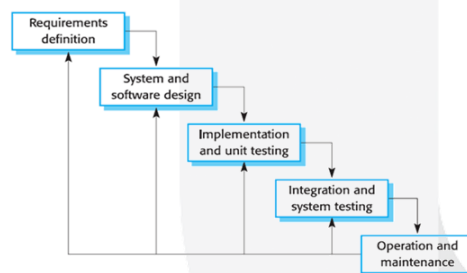 Requirements
definition
System and
software design
Implementation
and unit testing
Integration and
system testing
Operation and
maintenance